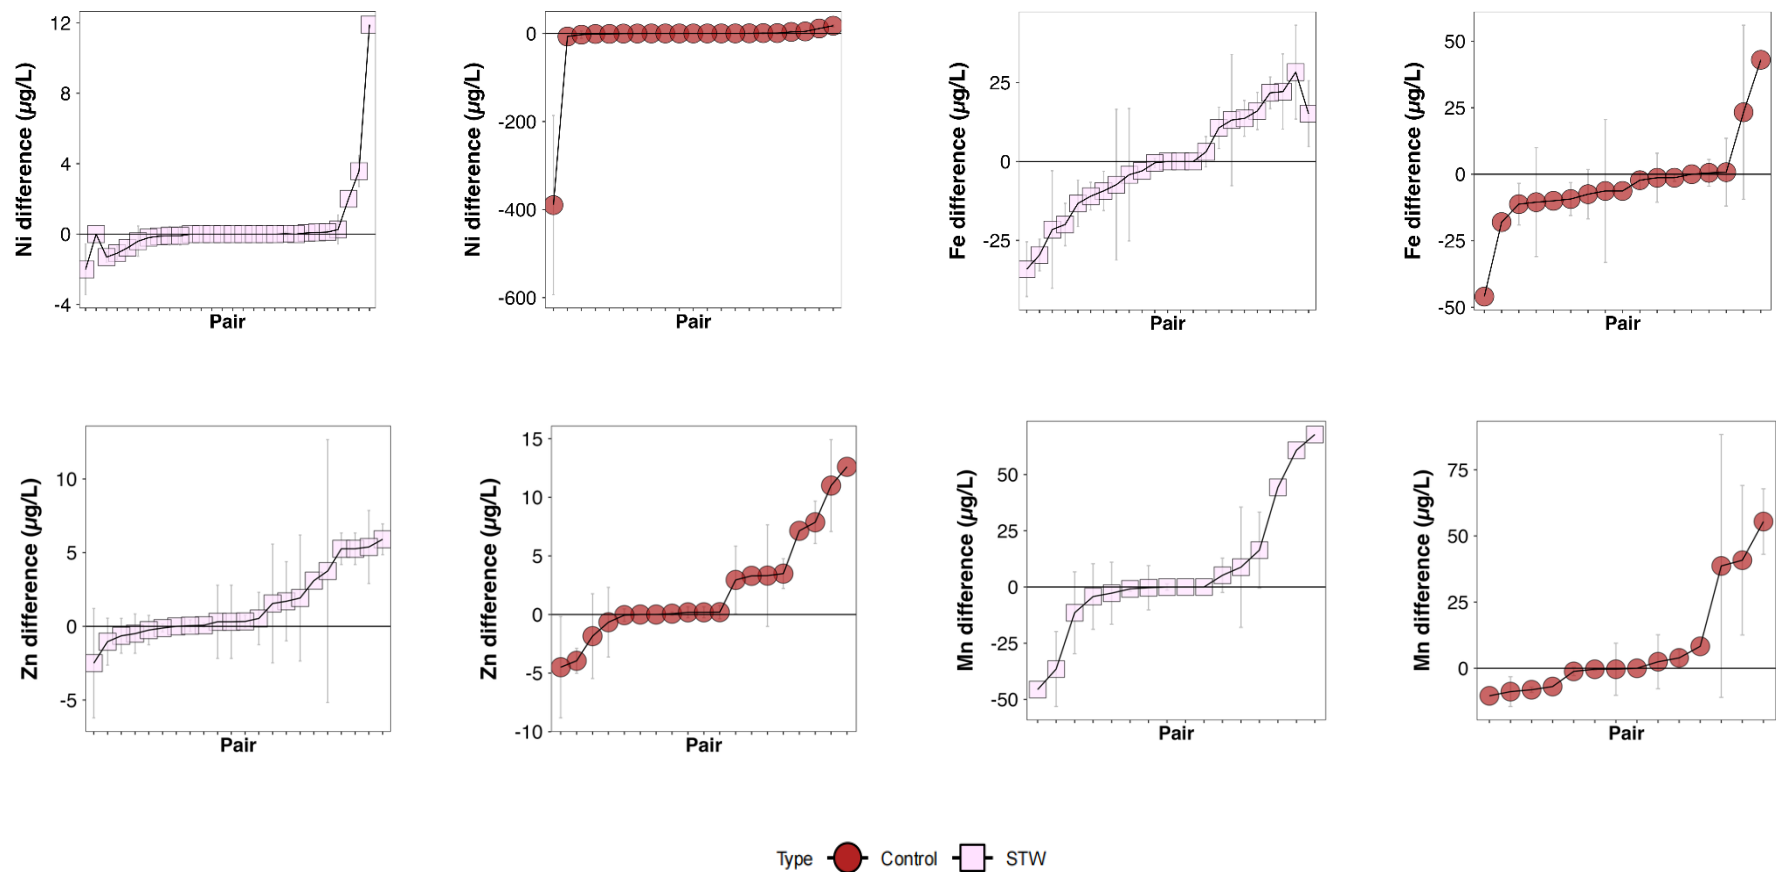 Ni difference (µg/L)
12
8
4
0
-4
Pair
Ni difference (µg/L)
0
-200
-400
-600
Pair
Fe difference (µg/L)
25
0
-25
Pair
Fe difference (µg/L)
50
25
0
-25
-50
Pair
Zn difference (µg/L)
10
5
0
-5
Pair
Zn difference (µg/L)
15
10
5
0
-5
-10
Pair
Mn difference (µg/L)
50
25
0
-25
-50
Pair
Mn difference (µg/L)
75
50
25
0
Pair
Type Control STW